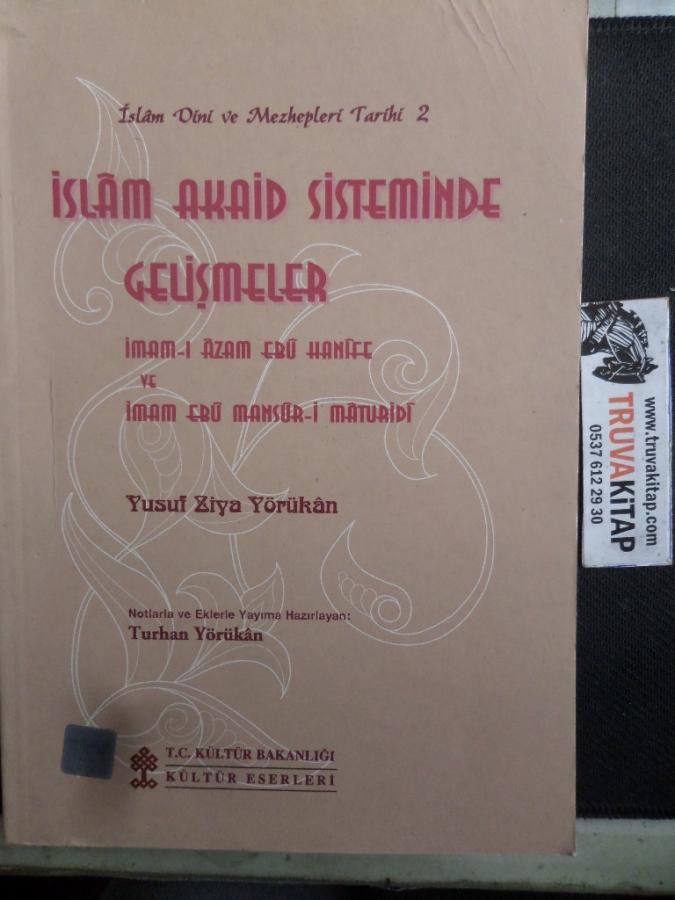 İslâm Dini ve Mezhepleri Tarihi 2
İSLÂM AKAİD SİSTEMİNDE
GELİŞMELER
İMAM-I ÂZAM EBÛ HANÎFE
VE
İMAM EBÛ MANSÛR-İ MÂTURİDÎ
Yusuf Ziya Yörükân
Notlarla ve Eklerle Yayıma Hazırlayan:
Turhan Yörükân
T.C. KÜLTÜR BAKANLIĞI
KÜLTÜR ESERLERİ
www.truvakitap.com
TRUVAKİTAP
0537 612 29 30